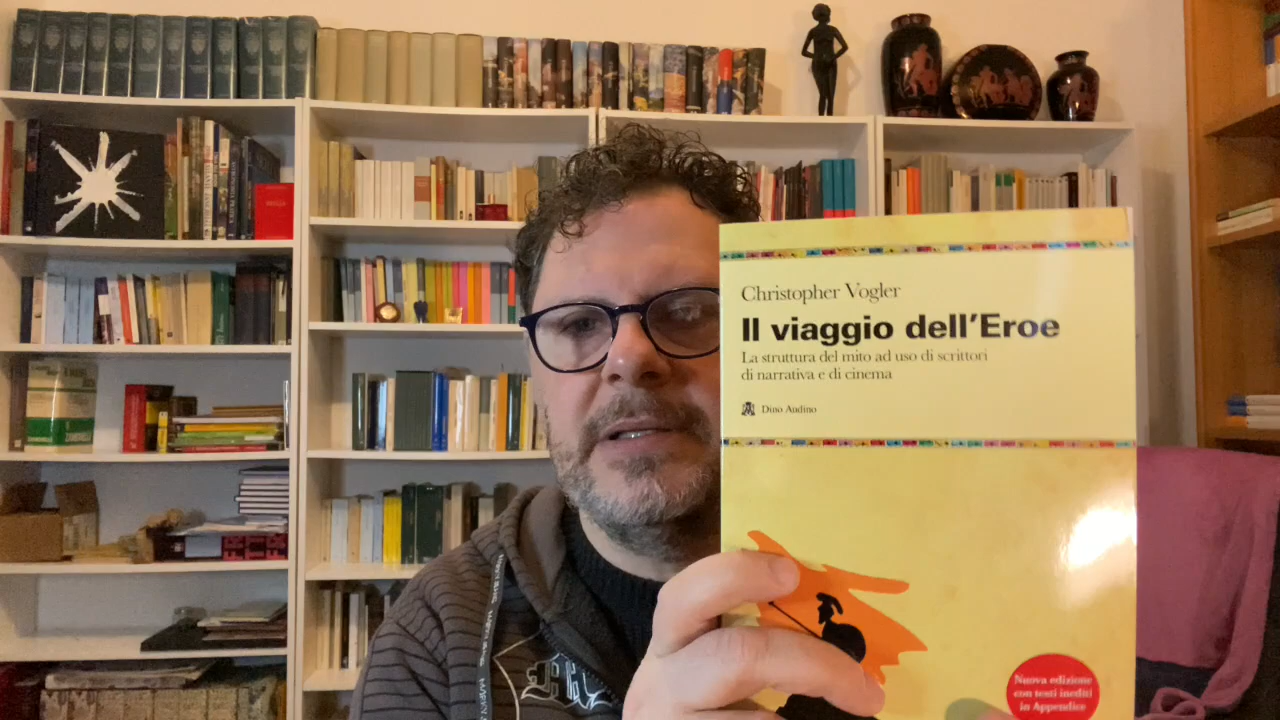 Christopher Vogler
Il viaggio dell'Eroe
La struttura del mito ad uso di scrittori
di narrativa e di cinema
Dino Audino
Nuova edizione
con testi inediti
in Appendice